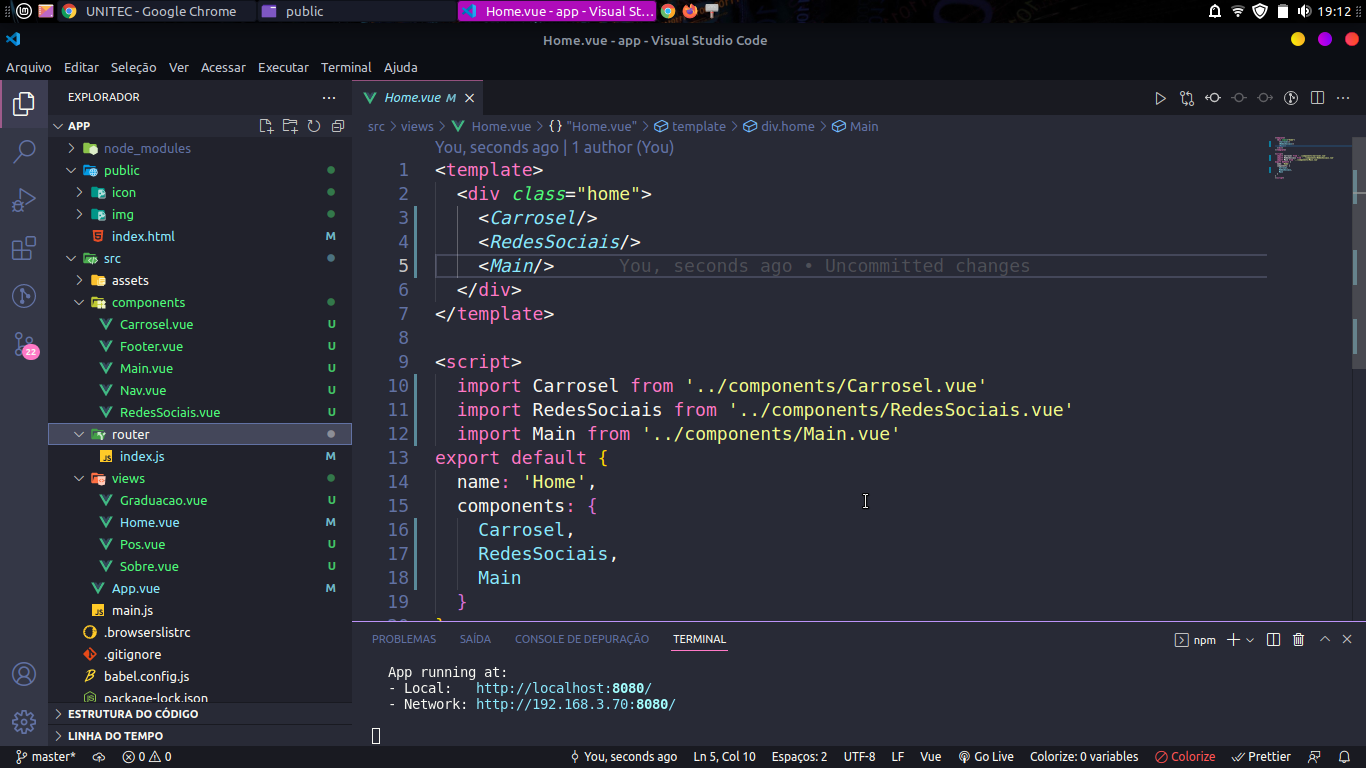 UNITEC - Google Chrome
public
Home.vue - app - Visual St...
19:12
Home.vue - app - Visual Studio Code
Arquivo Editar Seleção Ver Acessar Executar Terminal Ajuda
EXPLORADOR
APP
node_modules
public
icon
img
index.html M
src
assets
components
Carrosel.vue U
Footer.vue U
Main.vue U
Nav.vue U
RedesSociais.vue U
router
index.js M
views
Graduacao.vue U
Home.vue M
Pos.vue U
Sobre.vue U
App.vue M
main.js
.browserslistrc
.gitignore
babel.config.js
package-lock.json
ESTRUTURA DO CÓDIGO
LINHA DO TEMPO
22
Home.vue M
src > views > Home.vue > {} "Home.vue" > template > div.home > Main
You, seconds ago | 1 author (You)
1 <template>
2 <div class="home">
3 <Carrosel/>
4 <RedesSociais/>
5 <Main/> You, seconds ago • Uncommitted changes
6 </div>
7 </template>
8
9 <script>
10 import Carrosel from '../components/Carrosel.vue'
11 import RedesSociais from '../components/RedesSociais.vue'
12 import Main from '../components/Main.vue'
13 export default {
14 name: 'Home',
15 components: {
16 Carrosel,
17 RedesSociais,
18 Main
19 }
PROBLEMAS SAÍDA CONSOLE DE DEPURAÇÃO TERMINAL
npm
App running at:
- Local: http://localhost:8080/
- Network: http://192.168.3.70:8080/
master* 0 0 You, seconds ago Ln 5, Col 10 Espaços: 2 UTF-8 LF Vue Go Live Colorize: 0 variables Colorize Prettier